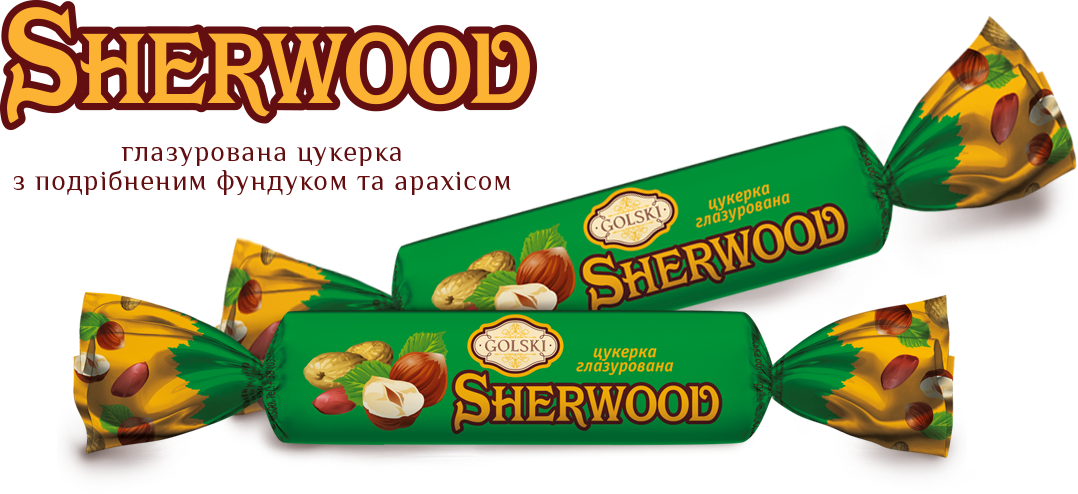 SHERWOOD
глазурована цукерка
з подрібненим фундуком та арахісом
GOLSKI
цукерка
глазурована
SHERWOOD
GOLSKI
цукерка
глазурована
SHERWOOD